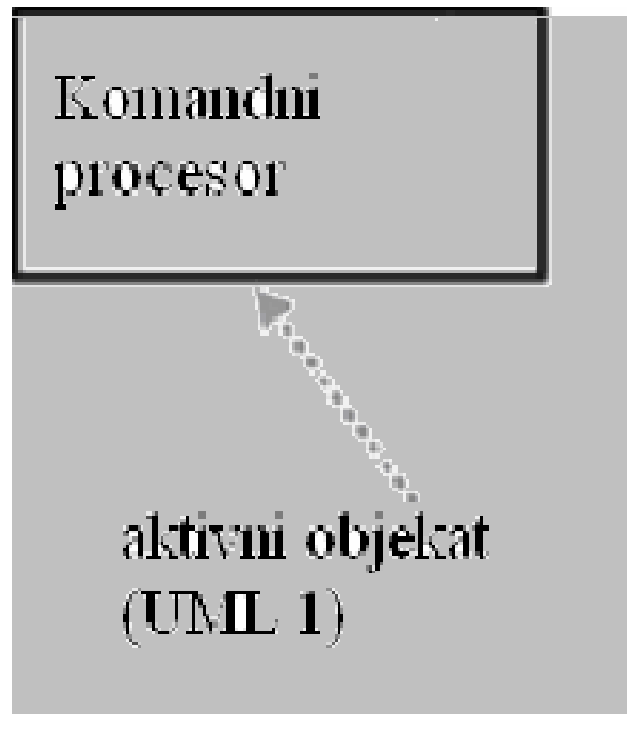 Komandni
procesor
aktivni objekat
(UML 1)